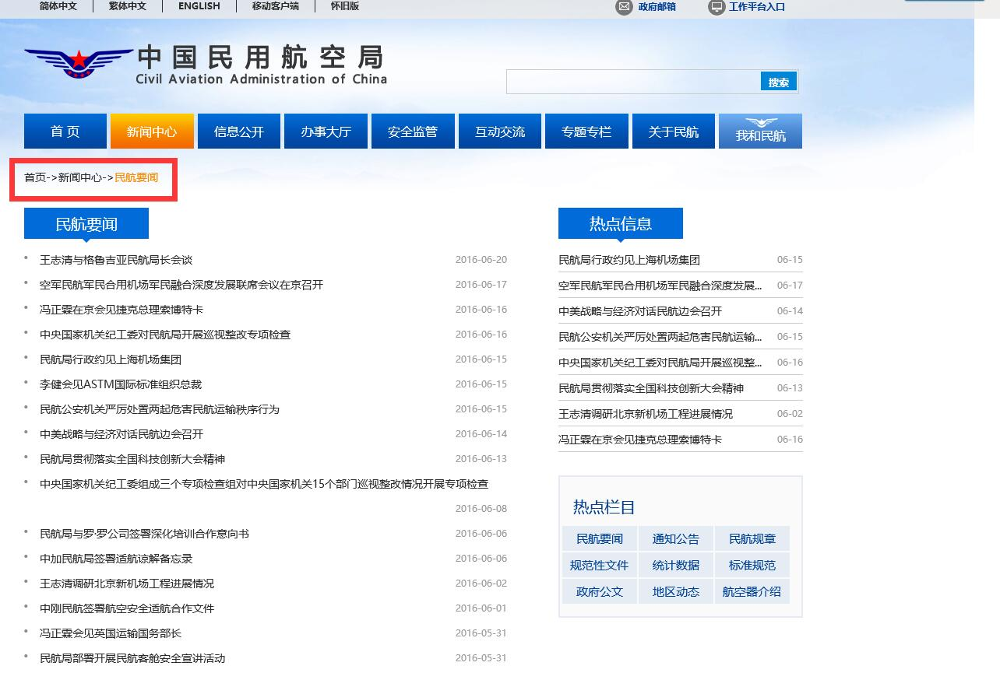 简体中文 繁体中文 ENGLISH 移动客户端 怀旧版 政府邮箱 工作平台入口
中国民用航空局
Civil Aviation Administration of China
搜索
首 页 新闻中心 信息公开 办事大厅 安全监管 互动交流 专题专栏 关于民航 我和民航
首页->新闻中心->民航要闻
民航要闻
王志清与格鲁吉亚民航局长会谈 2016-06-20
空军民航军民合用机场军民融合深度发展联席会议在京召开 2016-06-17
冯正霖在京会见捷克总理索博特卡 2016-06-16
中央国家机关纪工委对民航局开展巡视整改专项检查 2016-06-16
民航局行政约见上海机场集团 2016-06-15
李健会见ASTM国际标准组织总裁 2016-06-15
民航公安机关严厉处置两起危害民航运输秩序行为 2016-06-15
中美战略与经济对话民航边会召开 2016-06-14
民航局贯彻落实全国科技创新大会精神 2016-06-13
中央国家机关纪工委组成三个专项检查组对中央国家机关15个部门巡视整改情况开展专项检查
2016-06-08
民航局与罗·罗公司签署深化培训合作意向书 2016-06-06
中加民航局签署适航谅解备忘录 2016-06-06
王志清调研北京新机场工程进展情况 2016-06-02
中刚民航签署航空安全适航合作文件 2016-06-01
冯正霖会见英国运输国务部长 2016-05-31
民航局部署开展民航客舱安全宣讲活动 2016-05-31
热点信息
民航局行政约见上海机场集团 06-15
空军民航军民合用机场军民融合深度发展... 06-17
中美战略与经济对话民航边会召开 06-14
民航公安机关严厉处置两起危害民航运输... 06-15
中央国家机关纪工委对民航局开展巡视整... 06-16
民航局贯彻落实全国科技创新大会精神 06-13
王志清调研北京新机场工程进展情况 06-02
冯正霖在京会见捷克总理索博特卡 06-16
热点栏目
民航要闻 通知公告 民航规章
规范性文件 统计数据 标准规范
政府公文 地区动态 航空器介绍